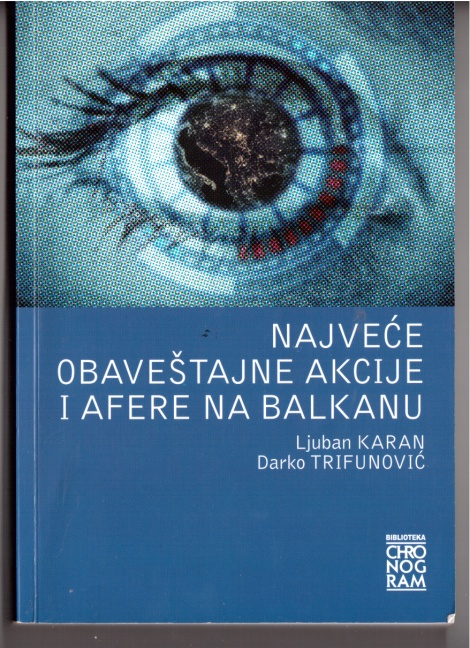 NAJVEĆE
OBAVEŠTAJNE AKCIJE
I AFERE NA BALKANU
Ljuban KARAN
Darko TRIFUNOVIĆ
BIBLIOTEKA
CHRO
NOG
RAM